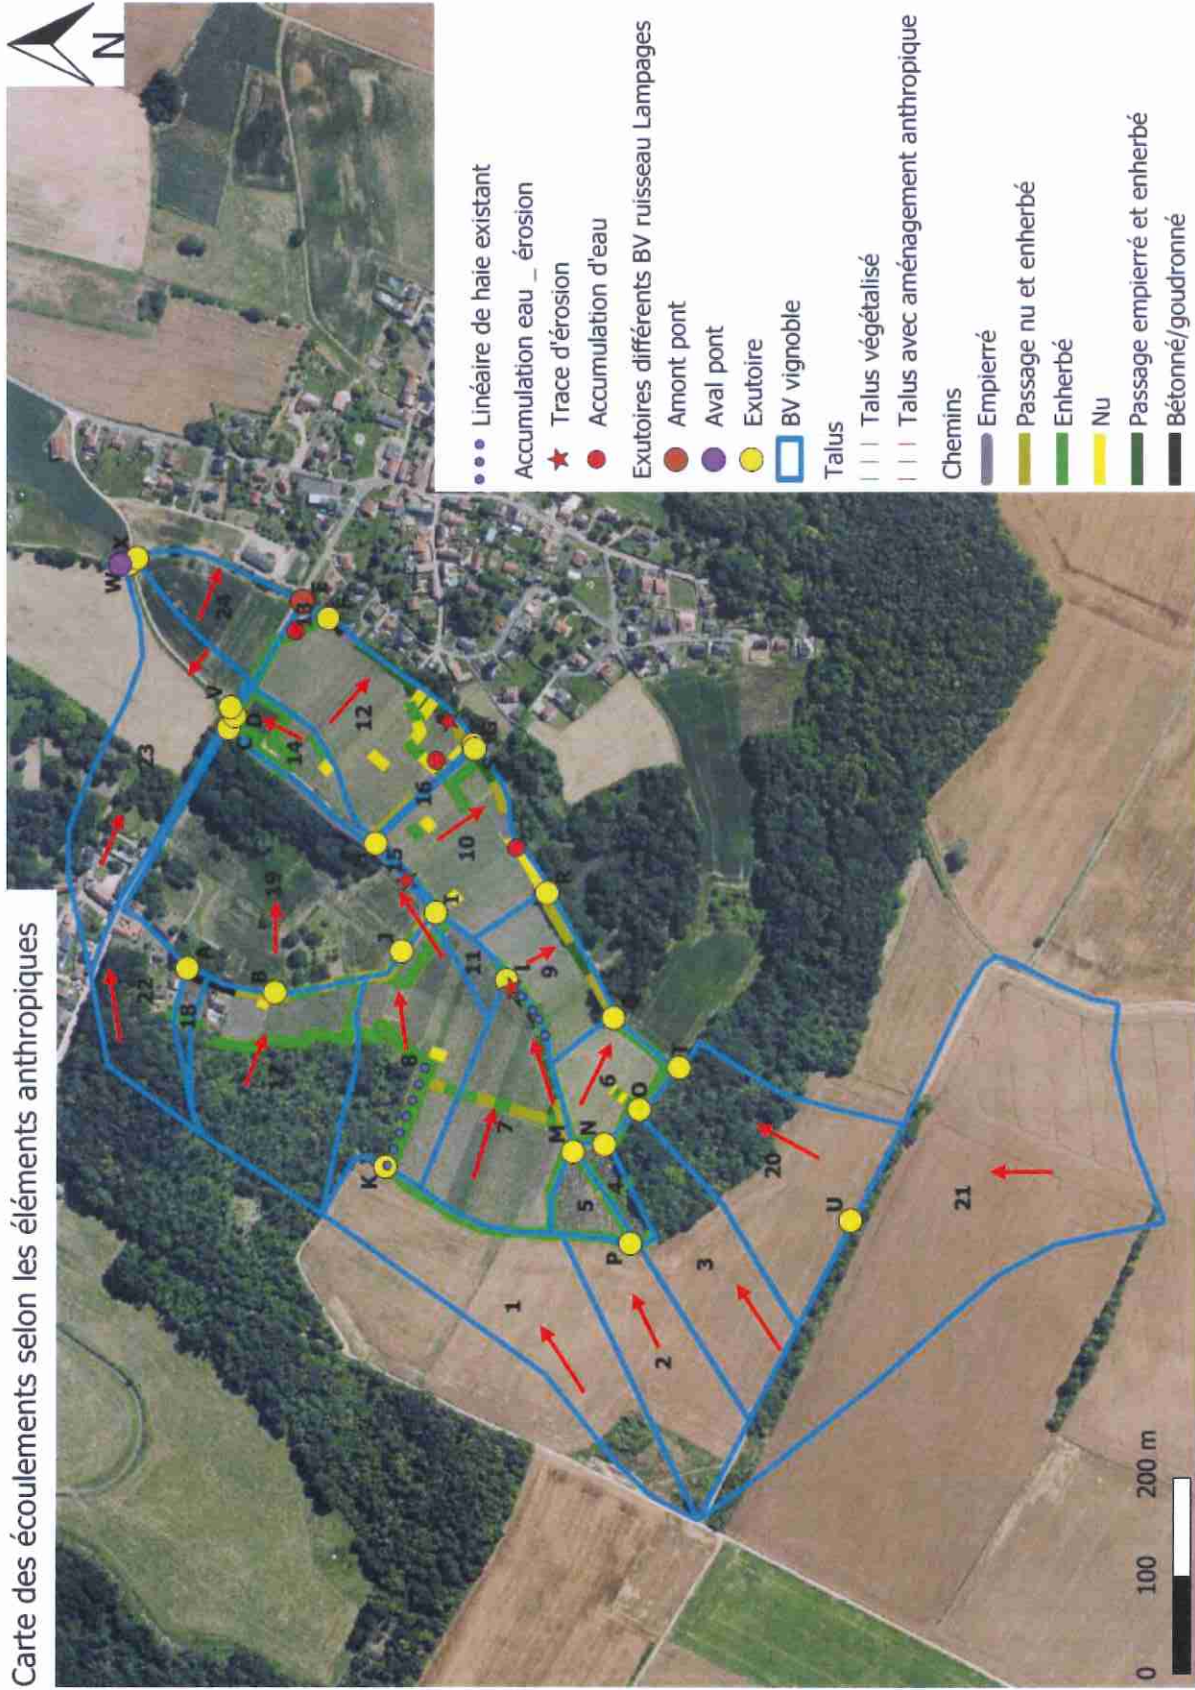 Carte des écoulements selon les éléments anthropiques
N
W
X
V
24
13
E
C
D
23
14
12
G
16
15
10
19
A
B
J
11
R
L
9
22
18
17
8
6
O
K
7
M
N
5
4
20
P
U
21
1
3
2
Linéaire de haie existant
Accumulation eau _ érosion
Trace d'érosion
Accumulation d'eau
Exutoires différents BV ruisseau Lampages
Amont pont
Aval pont
Exutoire
BV vignoble
Talus
Talus végétalisé
Talus avec aménagement anthropique
Chemins
Empierré
Passage nu et enherbé
Enherbé
Nu
Passage empierré et enherbé
Bétonné/goudronné
0 100 200 m